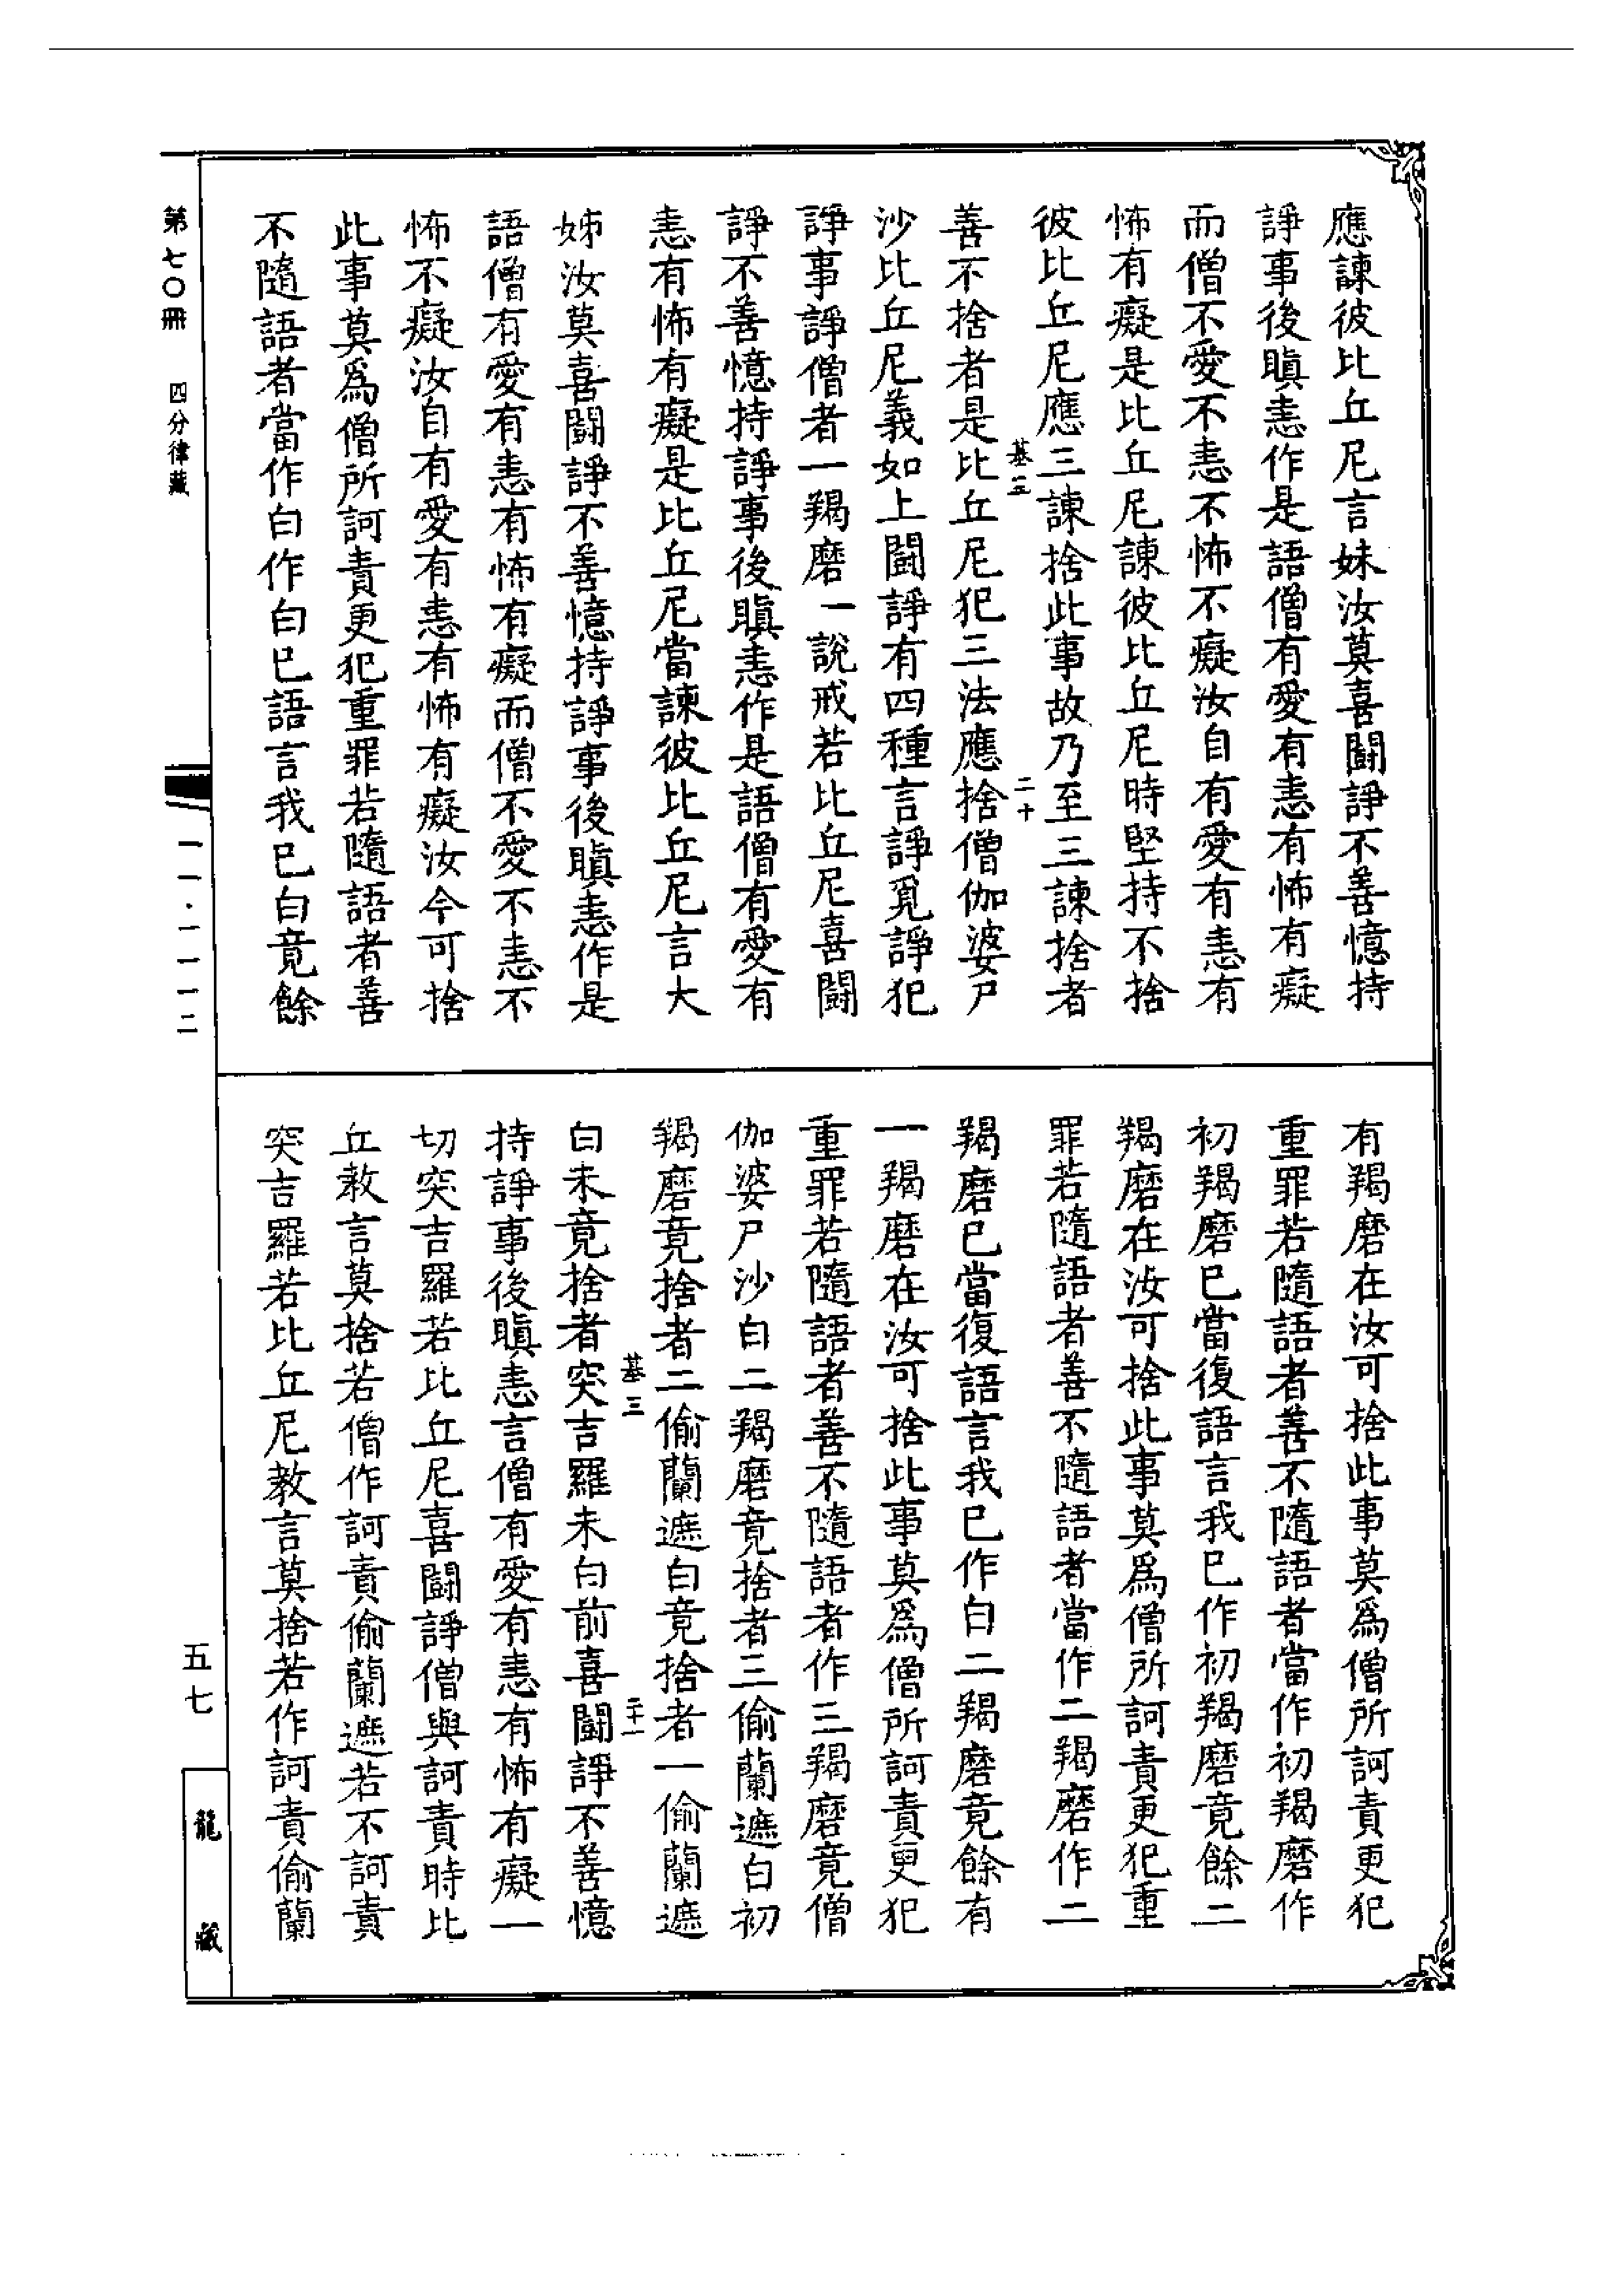 應諫彼比丘尼言妹汝莫喜鬪諍不善憶持
諍事後瞋恚作是語僧有愛有恚有怖有癡
而僧不愛不恚不怖不癡汝自有愛有恚有
怖有癡是比丘尼諫彼比丘尼時堅持不捨
彼比丘尼應三諫捨此事故乃至三諫捨者
善不捨者是比丘尼犯三法應捨僧伽婆尸
沙比丘尼義如上鬪諍有四種言諍覓諍犯
諍事諍僧者一羯磨一說戒若比丘尼喜鬪
諍不善憶持諍事後瞋恚作是語僧有愛有
恚有怖有癡是比丘尼當諫彼比丘尼言大
姊汝莫喜鬪諍不善憶持諍事後瞋恚作是
語僧有愛有恚有怖有癡而僧不愛不恚不
怖不癡汝自有愛有恚有怖有癡汝今可捨
此事莫爲僧所訶責更犯重罪若隨語者善
不隨語者當作白作白已語言我已白竟餘
有羯磨在汝可捨此事莫爲僧所訶責更犯
重罪若隨語者善不隨語者當作初羯磨作
初羯磨已當復語言我已作初羯磨竟餘二
羯磨在汝可捨此事莫爲僧所訶責更犯重
罪若隨語者善不隨語者當作二羯磨作二
羯磨已當復語言我已作白二羯磨竟餘有
一羯磨在汝可捨此事莫爲僧所訶責更犯
重罪若隨語者善不隨語者作三羯磨竟僧
伽婆尸沙白二羯磨竟捨者三偷蘭遮白初
羯磨竟捨者二偷蘭遮白竟捨者一偷蘭遮
白未竟捨者突吉羅未白前喜鬪諍不善憶
持諍事後瞋恚言僧有愛有恚有怖有癡一
切突吉羅若比丘尼喜鬪諍僧與訶責時比
丘敎言莫捨若僧作訶責偷蘭遮若不訶責
突吉羅若比丘尼敎言莫捨若作訶責偷蘭
基三
二十
基三
二十一
第七〇冊
四分律藏
一一·一一一二
五七
龍藏